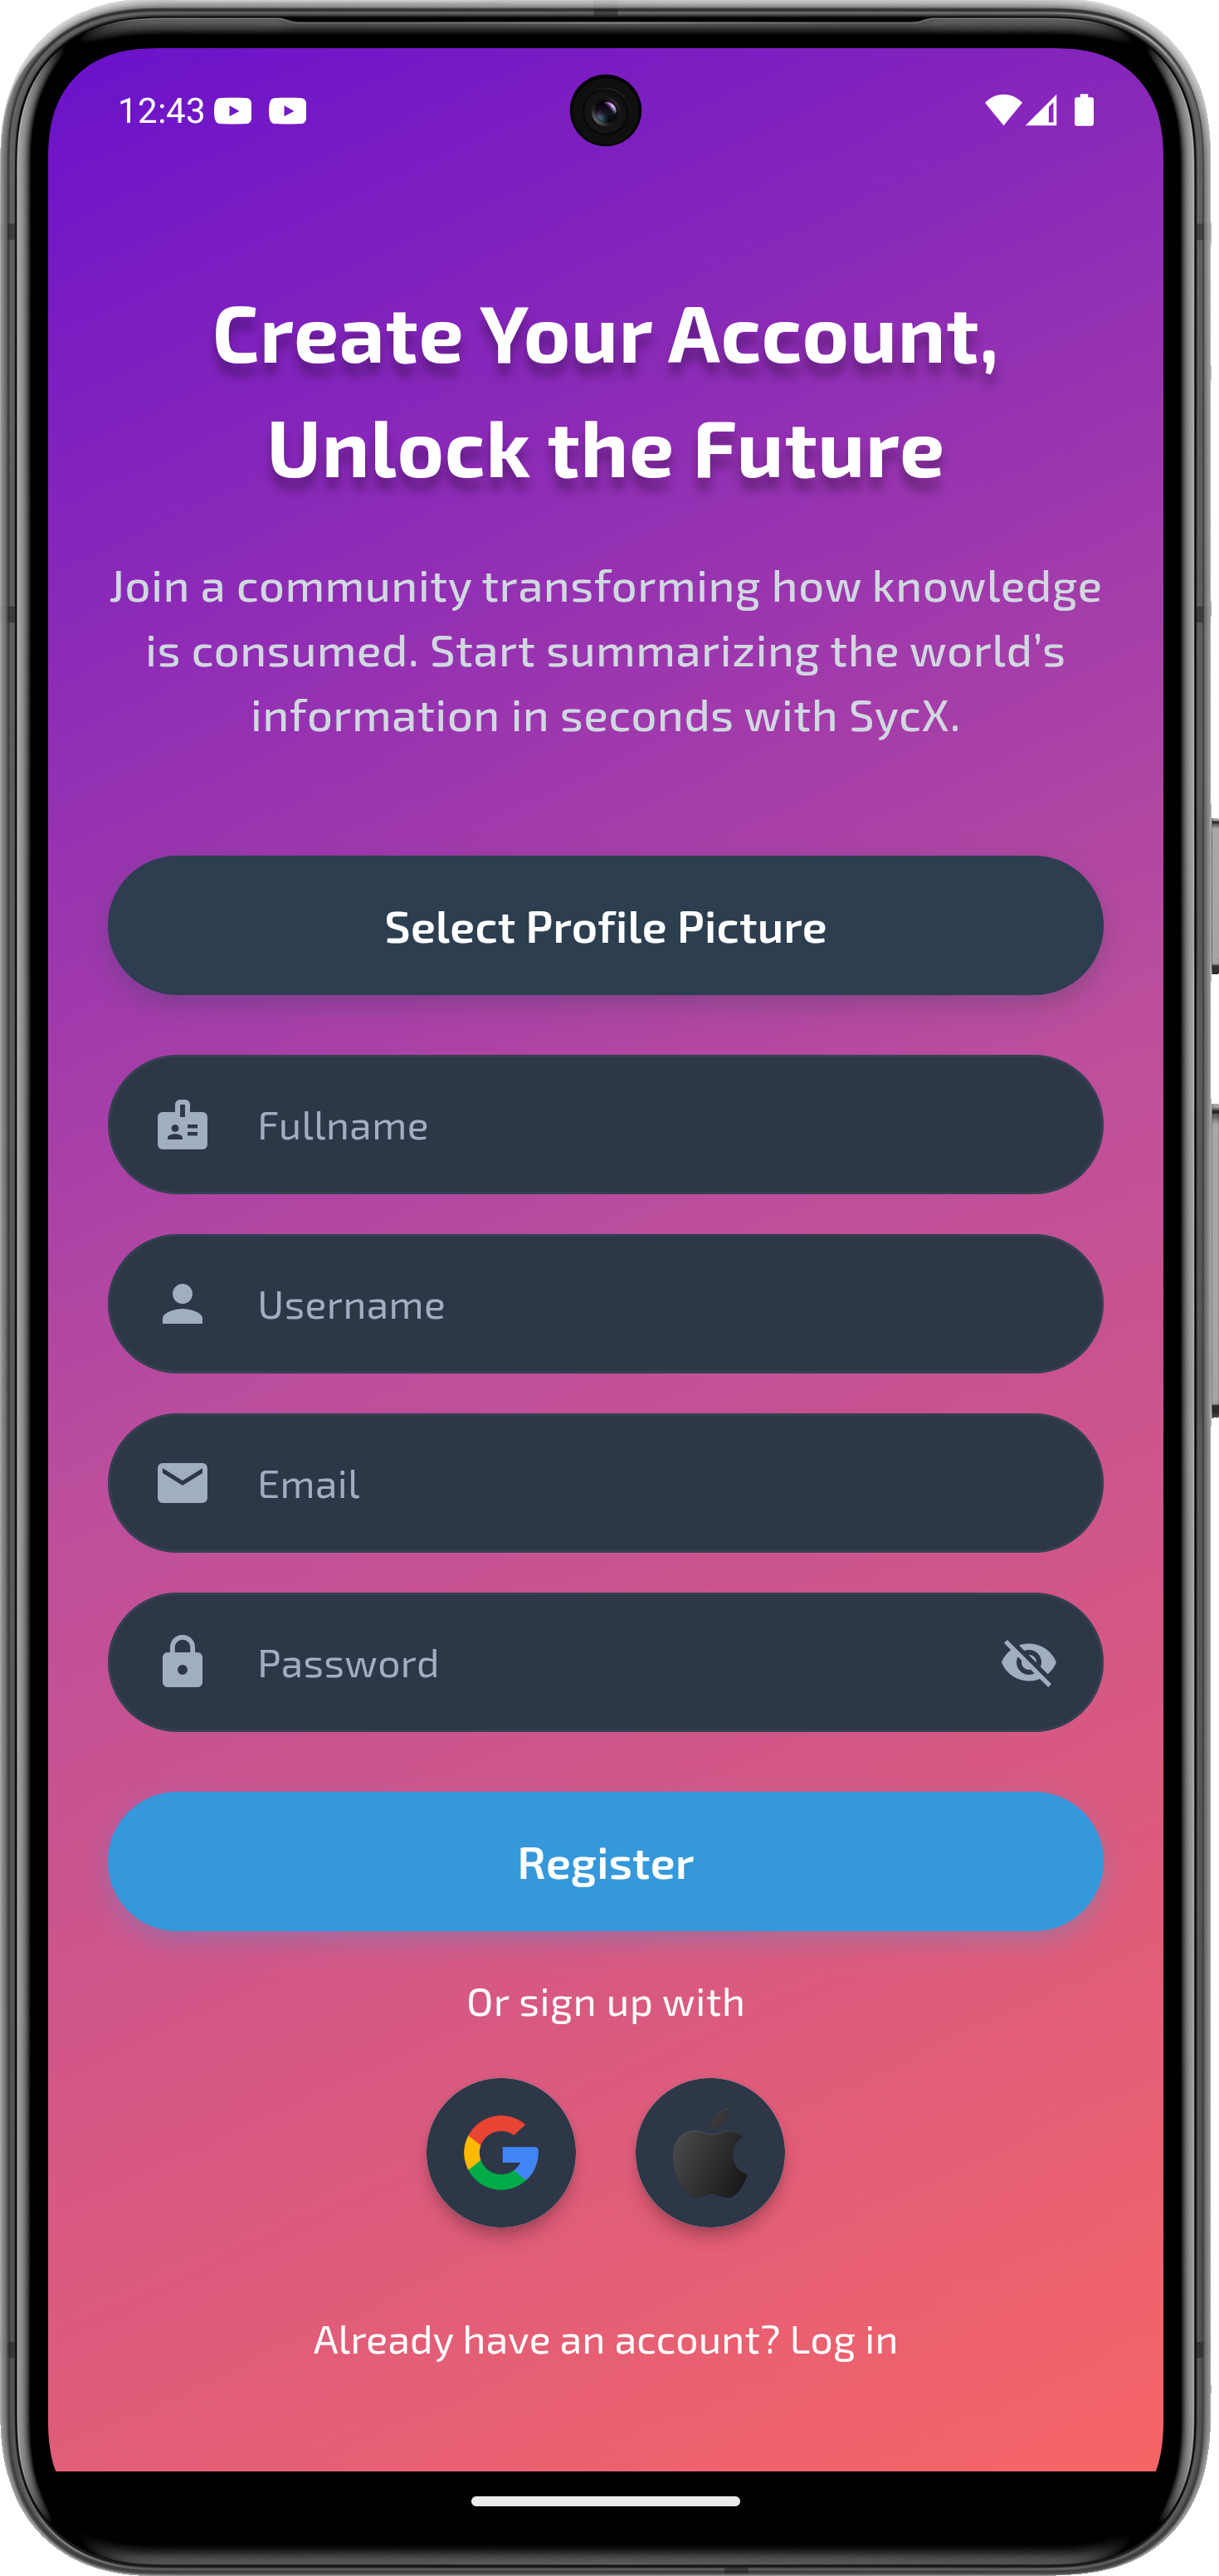 12:43
Create Your Account,
Unlock the Future
Join a community transforming how knowledge
is consumed. Start summarizing the world’s
information in seconds with SycX.
Select Profile Picture
Fullname
Username
Email
Password
Register
Or sign up with
Already have an account? Log in